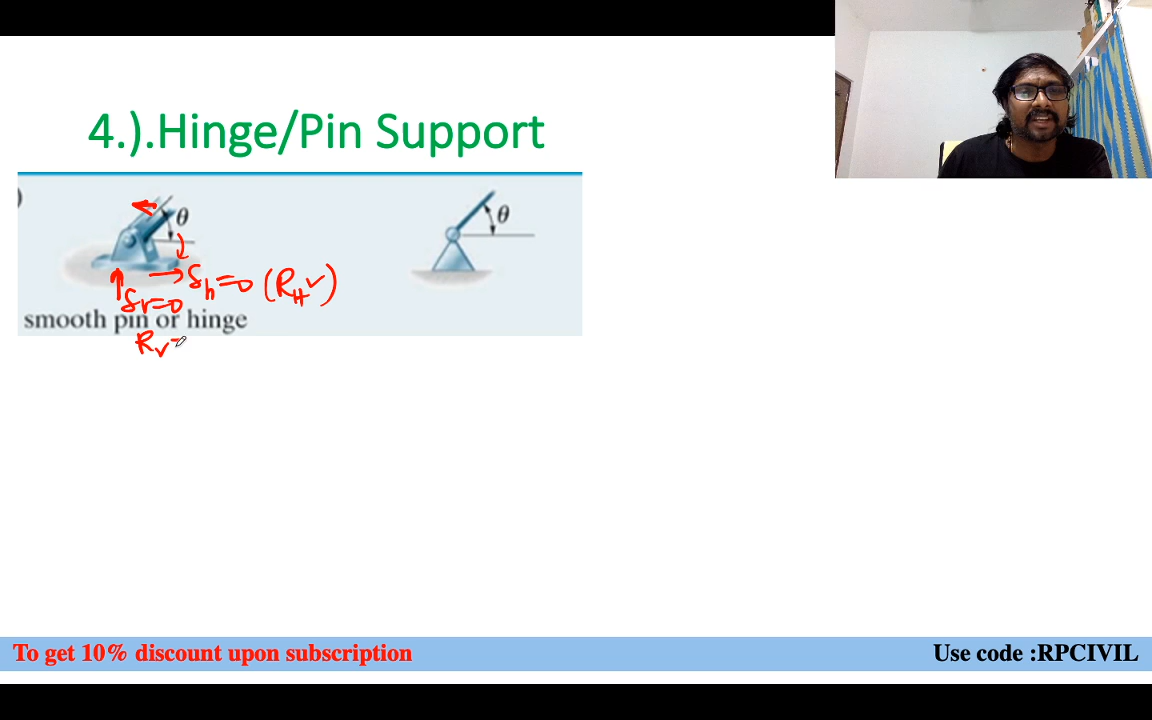 4.).Hinge/Pin Support
)
θ
θ
δh=0 (RH✓)
δv=0
smooth pin or hinge
Rv
To get 10% discount upon subscription
Use code :RPCIVIL